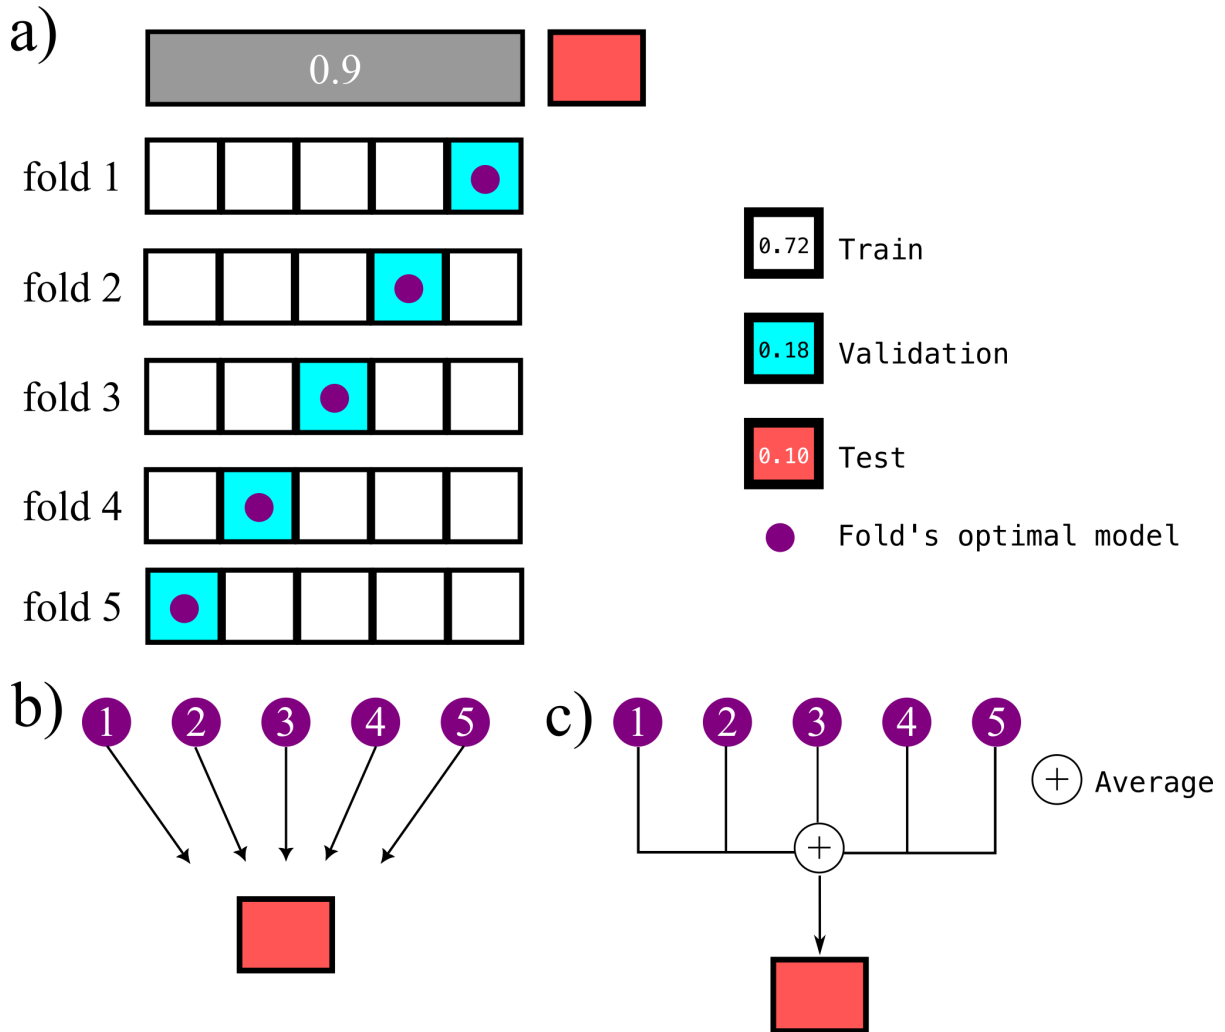 a)
0.9
fold 1
fold 2
fold 3
fold 4
fold 5
0.72 Train
0.18 Validation
0.10 Test
Fold's optimal model
b)
1 2 3 4 5
c)
1 2 3 4 5
+ Average
+